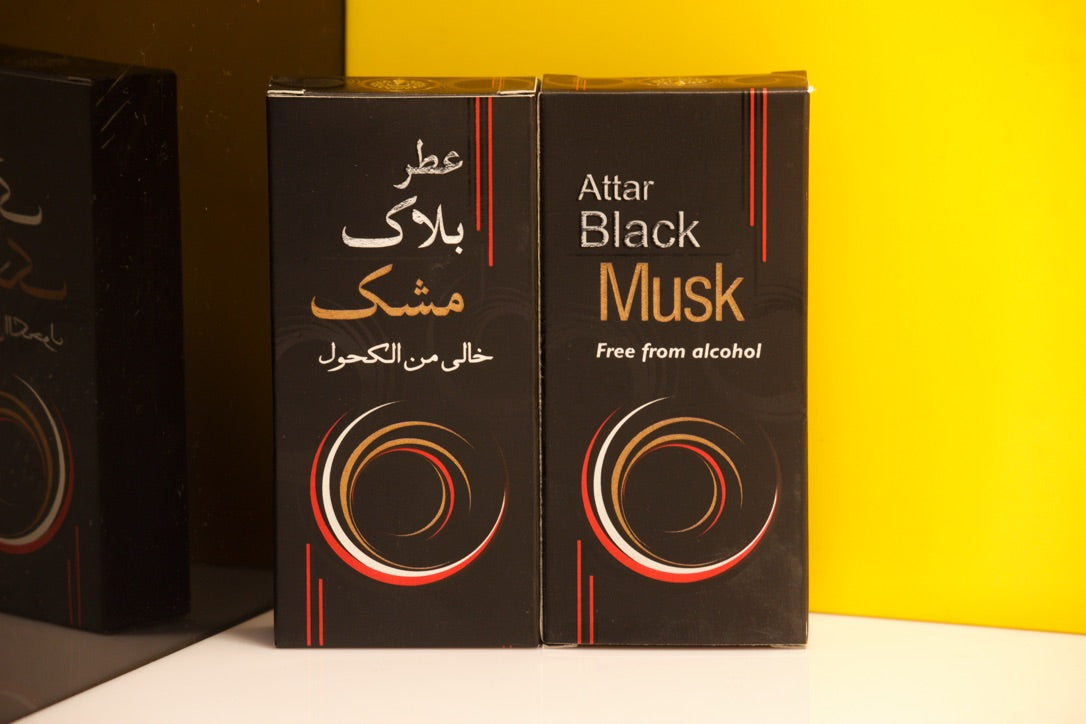 عطر
بلاک
مشک
خالی من الکحول
Attar
Black
Musk
Free from alcohol